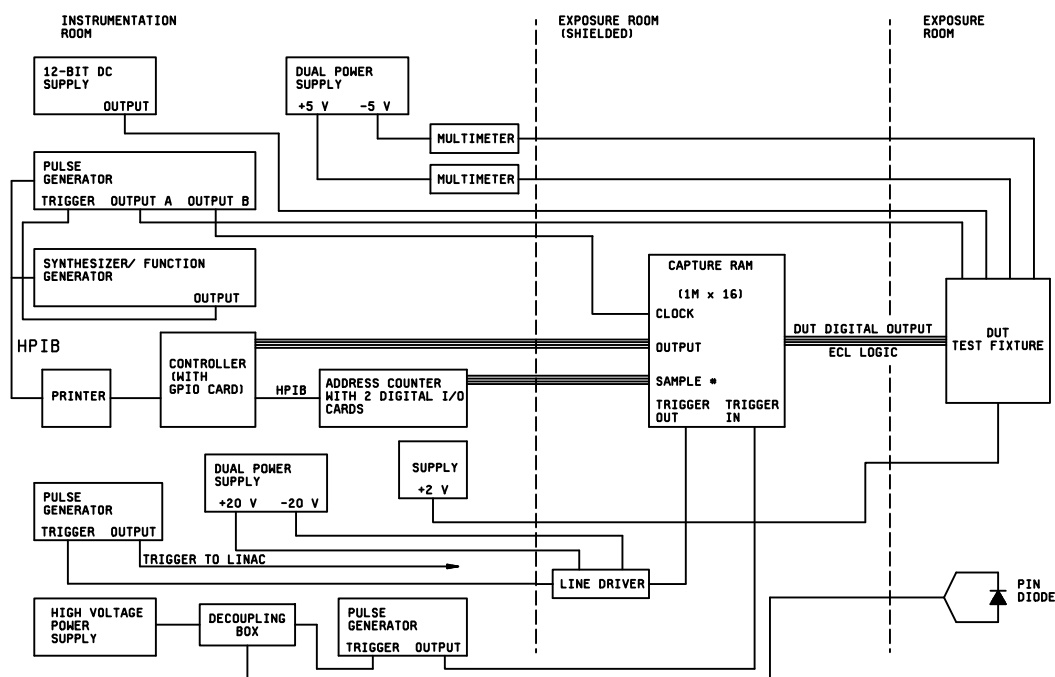 INSTRUMENTATION
ROOM
EXPOSURE ROOM
(SHIELDED)
EXPOSURE
ROOM
12-BIT DC
SUPPLY
OUTPUT
DUAL POWER
SUPPLY
+5 V -5 V
MULTIMETER
MULTIMETER
PULSE
GENERATOR
TRIGGER OUTPUT A OUTPUT B
SYNTHESIZER/ FUNCTION
GENERATOR
OUTPUT
CAPTURE RAM
(1M x 16)
CLOCK
OUTPUT
SAMPLE #
TRIGGER
OUT
TRIGGER
IN
DUT DIGITAL OUTPUT
ECL LOGIC
DUT
TEST FIXTURE
HPIB
PRINTER
CONTROLLER
(WITH
GPIO CARD)
HPIB
ADDRESS COUNTER
WITH 2 DIGITAL I/O
CARDS
DUAL POWER
SUPPLY
+20 V -20 V
SUPPLY
+2 V
PULSE
GENERATOR
TRIGGER OUTPUT
TRIGGER TO LINAC
LINE DRIVER
PIN
DIODE
HIGH VOLTAGE
POWER
SUPPLY
DECOUPLING
BOX
PULSE
GENERATOR
TRIGGER OUTPUT